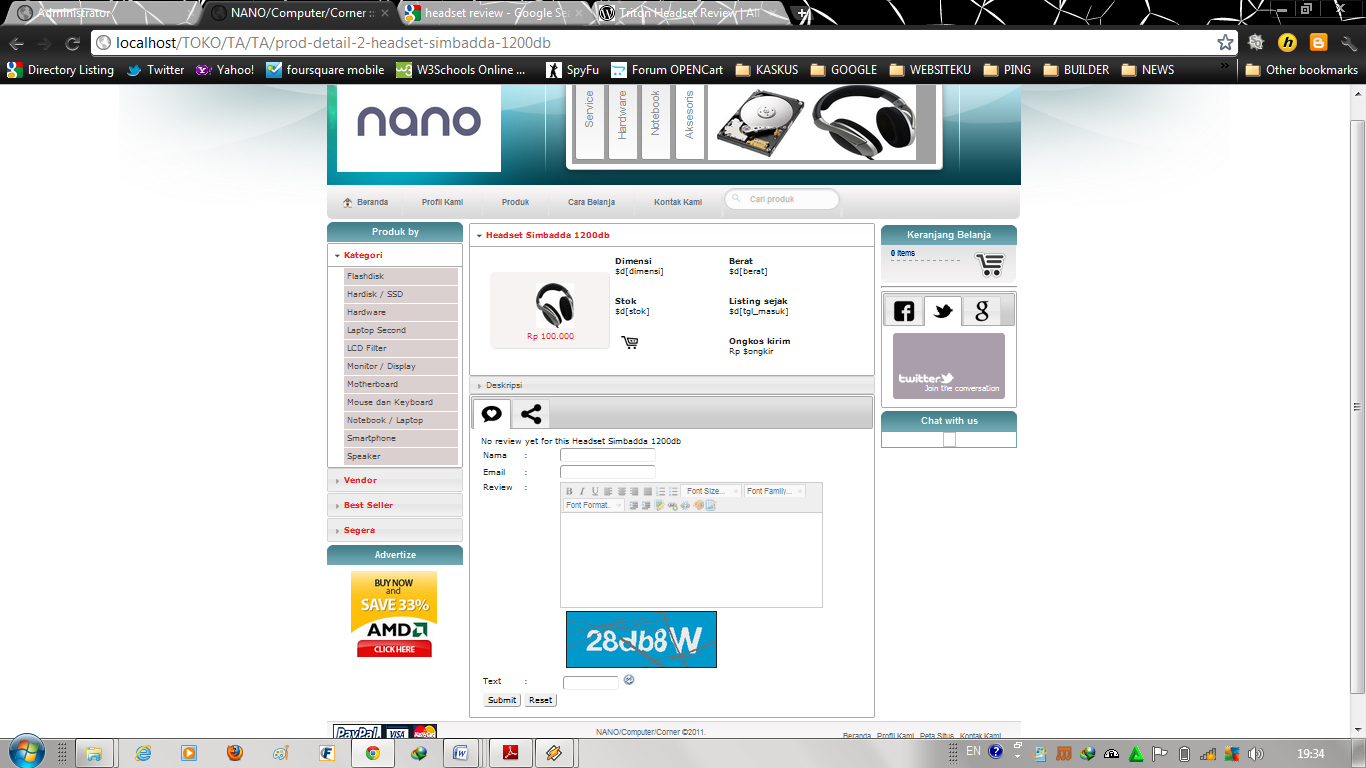 Administrator
NANO/Computer/Corner ::
headset review - Google Se
Triton Headset Review | All
localhost/TOKO/TA/TA/prod-detail-2-headset-simbadda-1200db
Directory Listing
Twitter
Yahoo!
foursquare mobile
W3Schools Online ...
SpyFu
Forum OPENCart
KASKUS
GOOGLE
WEBSITEKU
PING
BUILDER
NEWS
»
Other bookmarks
nano
Service
Hardware
Notebook
Aksesoris
Beranda
Profil Kami
Produk
Cara Belanja
Kontak Kami
Cari produk
Produk by
Kategori
Flashdisk
Hardisk / SSD
Hardware
Laptop Second
LCD Filter
Monitor / Display
Motherboard
Mouse dan Keyboard
Notebook / Laptop
Smartphone
Speaker
Vendor
Best Seller
Segera
Advertize
BUY NOW
and
SAVE 33%
AMD
CLICK HERE
Headset Simbadda 1200db
Rp 100.000
Dimensi
$d[dimensi]
Berat
$d[berat]
Stok
$d[stok]
Listing sejak
$d[tgl_masuk]
Ongkos kirim
Rp $ongkir
Deskripsi
No review yet for this Headset Simbadda 1200db
Nama :
Email :
Review :
B I U Font Size... Font Family...
Font Format..
28db8W
Text :
Submit Reset
Keranjang Belanja
0 items
twitter
Join the conversation
Chat with us
PayPal VISA
NANO/Computer/Corner ©2011.
Beranda Profil Kami Peta Situs Kontak Kami
EN
19:34